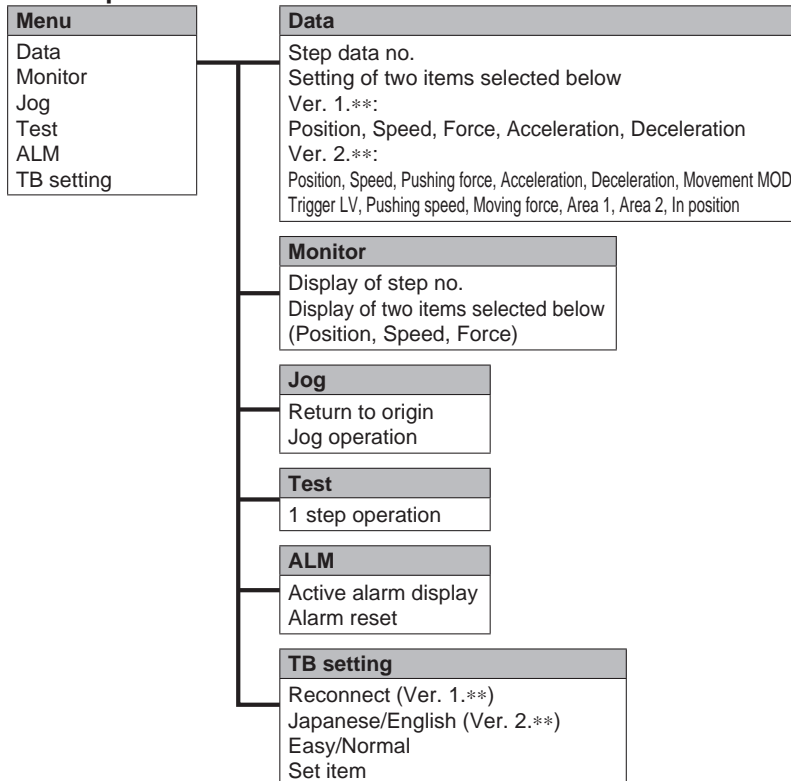 Menu
Data
Monitor
Jog
Test
ALM
TB setting
Data
Step data no.
Setting of two items selected below
Ver. 1.**:
Position, Speed, Force, Acceleration, Deceleration
Ver. 2.**:
Position, Speed, Pushing force, Acceleration, Deceleration, Movement MOD
Trigger LV, Pushing speed, Moving force, Area 1, Area 2, In position
Monitor
Display of step no.
Display of two items selected below
(Position, Speed, Force)
Jog
Return to origin
Jog operation
Test
1 step operation
ALM
Active alarm display
Alarm reset
TB setting
Reconnect (Ver. 1.**)
Japanese/English (Ver. 2.**)
Easy/Normal
Set item